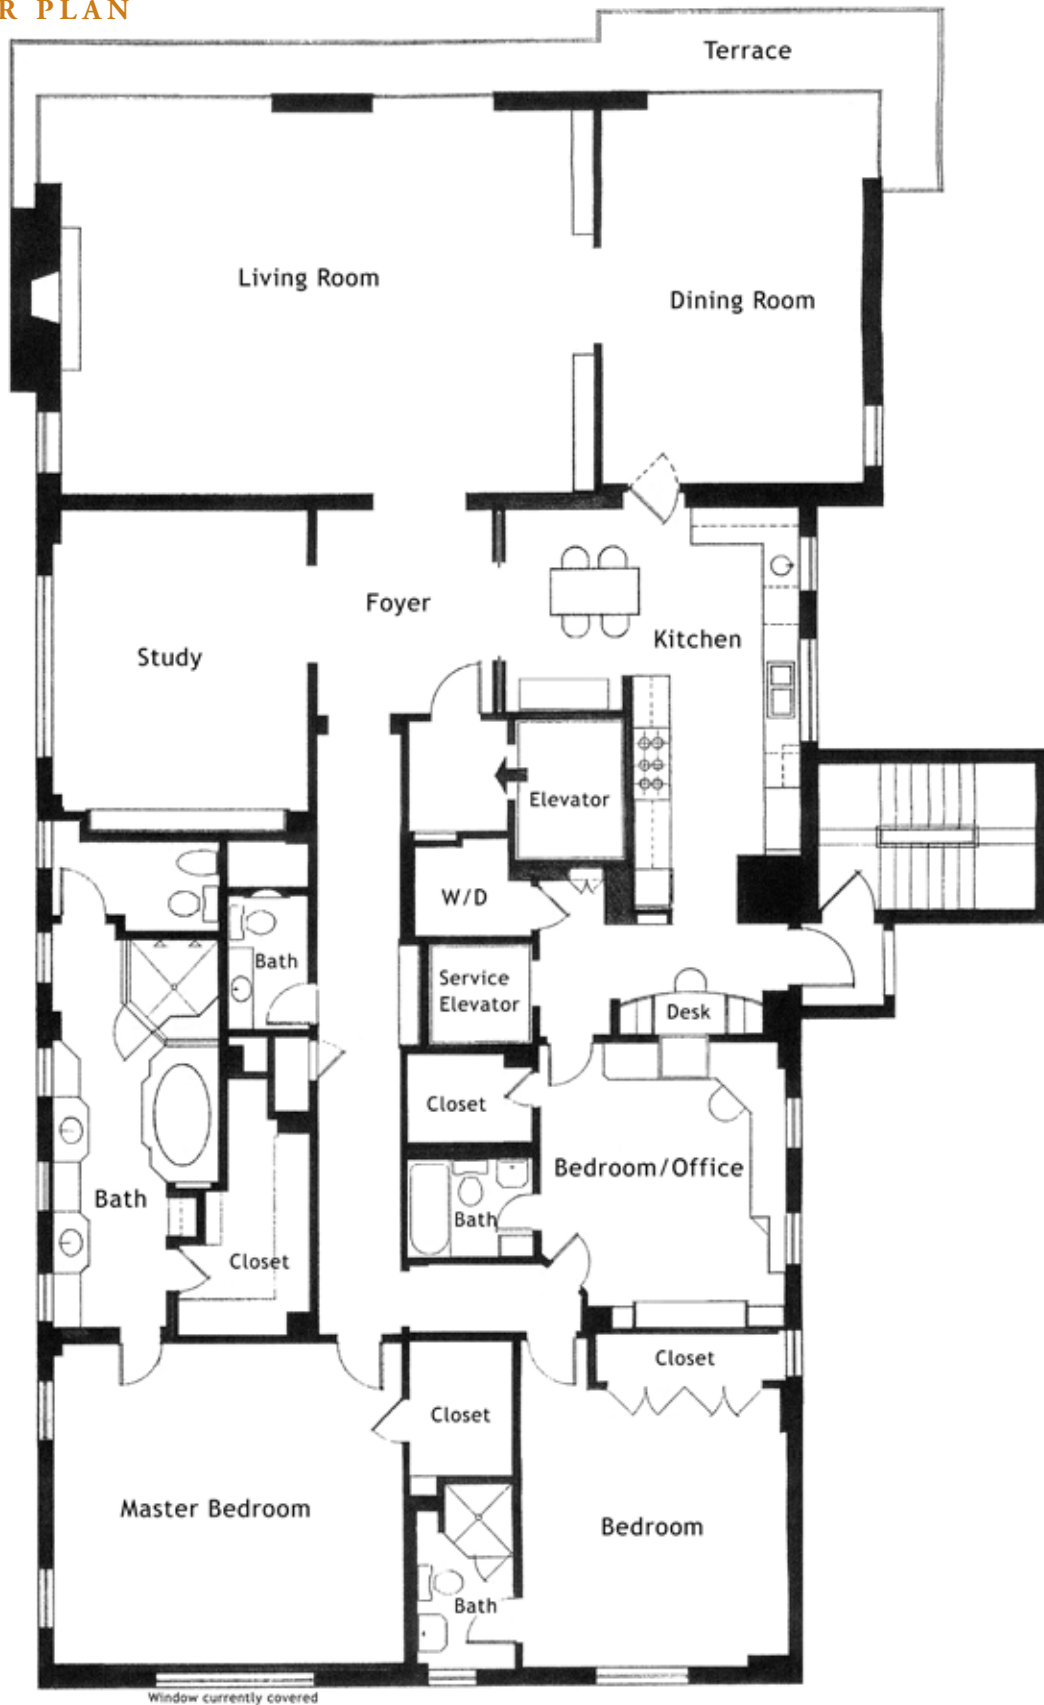 R PLAN
Terrace
Living Room
Dining Room
Foyer
Kitchen
Study
Elevator
W/D
Bath
Service
Elevator
Desk
Closet
Bedroom/Office
Bath
Bath
Closet
Closet
Closet
Master Bedroom
Bedroom
Bath
Window currently covered